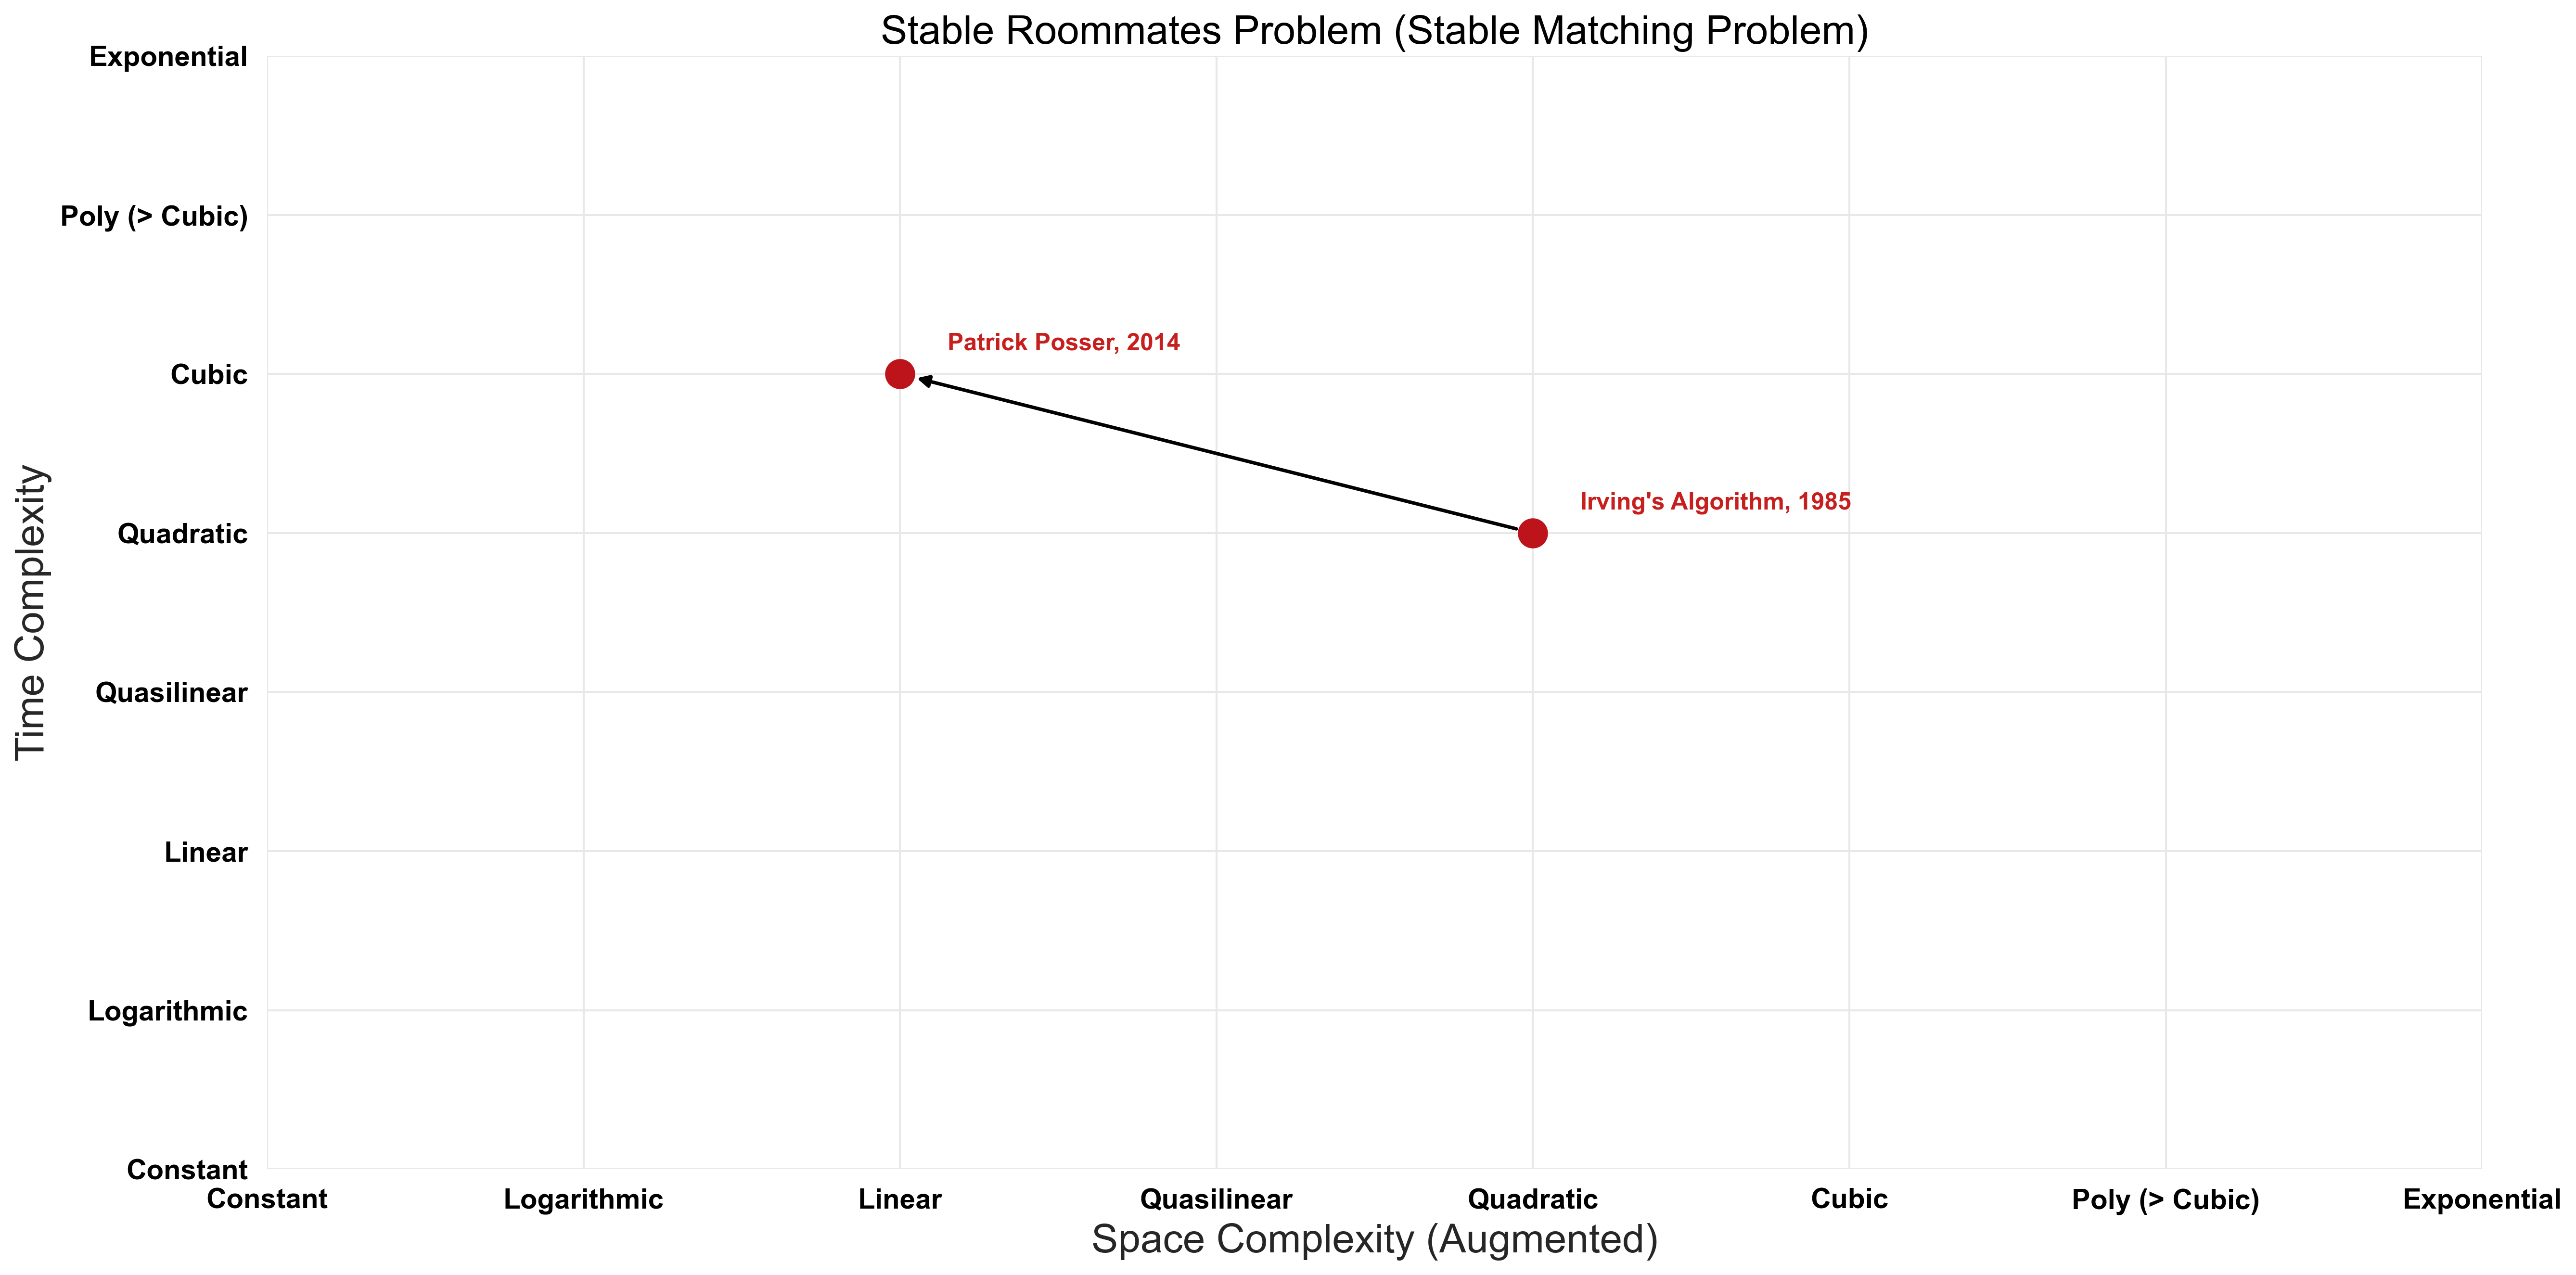 Stable Roommates Problem (Stable Matching Problem)
Exponential
Poly (> Cubic)
Cubic
Quadratic
Quasilinear
Linear
Logarithmic
Constant
Time Complexity
Patrick Posser, 2014
Irving's Algorithm, 1985
Constant
Logarithmic
Linear
Quasilinear
Quadratic
Cubic
Poly (> Cubic)
Exponential
Space Complexity (Augmented)